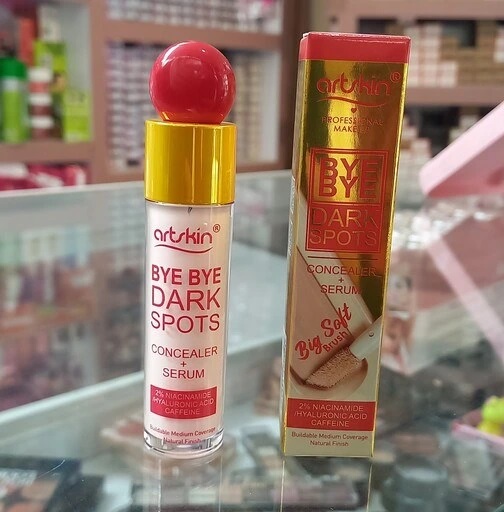 artskin®
BYE BYE
DARK
SPOTS
CONCEALER
+
SERUM
2% NIACINAMIDE
HYALURONIC ACID
CAFFEINE
Buildable Medium Coverage
Natural Finish
artskin®
PROFESSIONAL
BYE
BYE
DARK
SPOTS
CONCEALER
+
SERUM
Big Soft
BRUSH
2% NIACINAMIDE
HYALURONIC ACID
CAFFEINE
Buildable Medium Coverage
Natural Finish